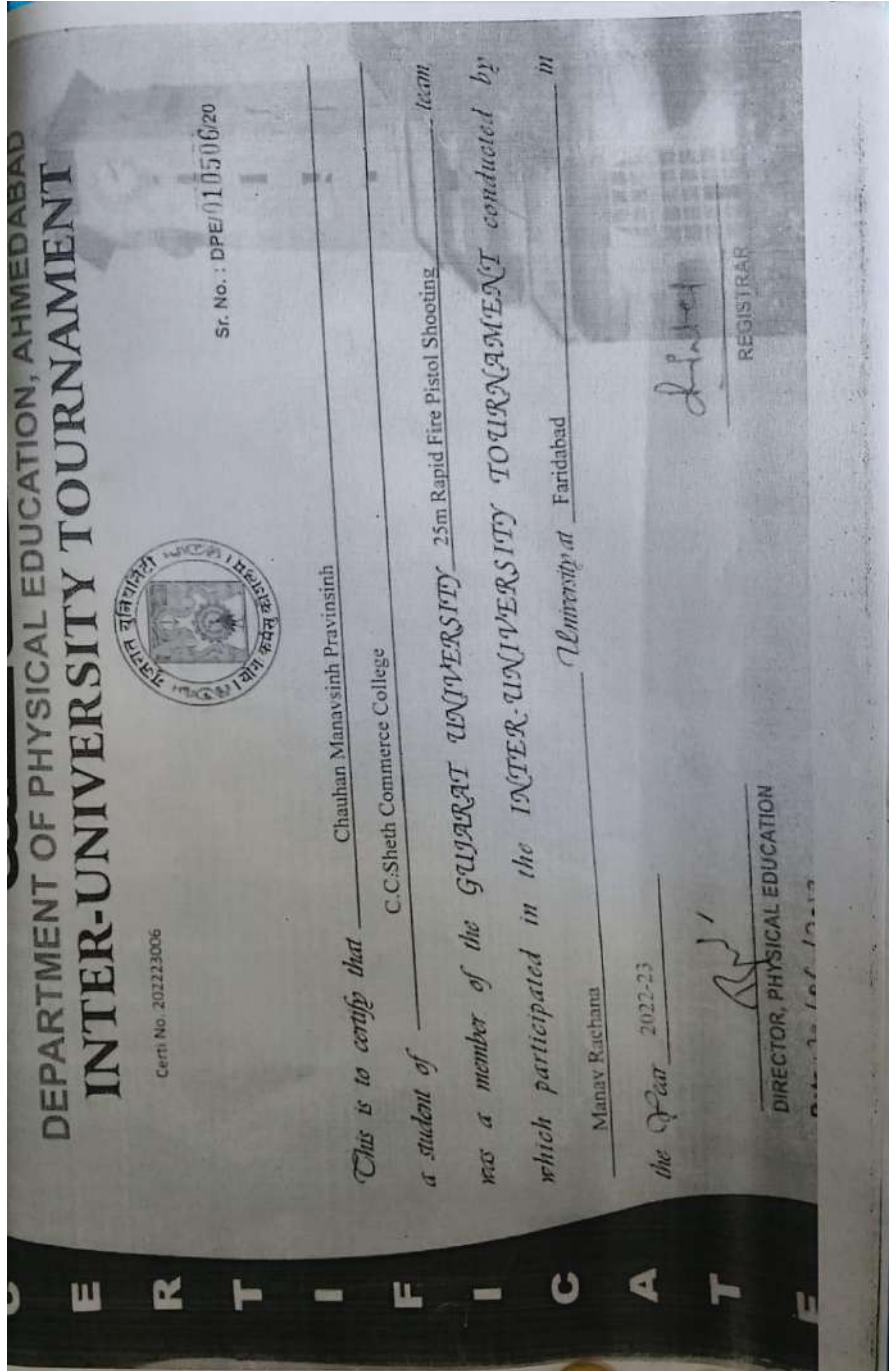 DEPARTMENT OF PHYSICAL EDUCATION, AHMEDABAD
INTER-UNIVERSITY TOURNAMENT
Certi No. 202223006
Sr. No. : DPE/010506/20
This is to certify that Chauhan Manavsinh Pravinsinh
a student of C.C.Sheth Commerce College
was a member of the GUJARAT UNIVERSITY 25m Rapid Fire Pistol Shooting team
which participated in the INTER-UNIVERSITY TOURNAMENT conducted by
Manav Rachana University at Faridabad in
the Year 2022-23
DIRECTOR, PHYSICAL EDUCATION
REGISTRAR
CERTIFICATE